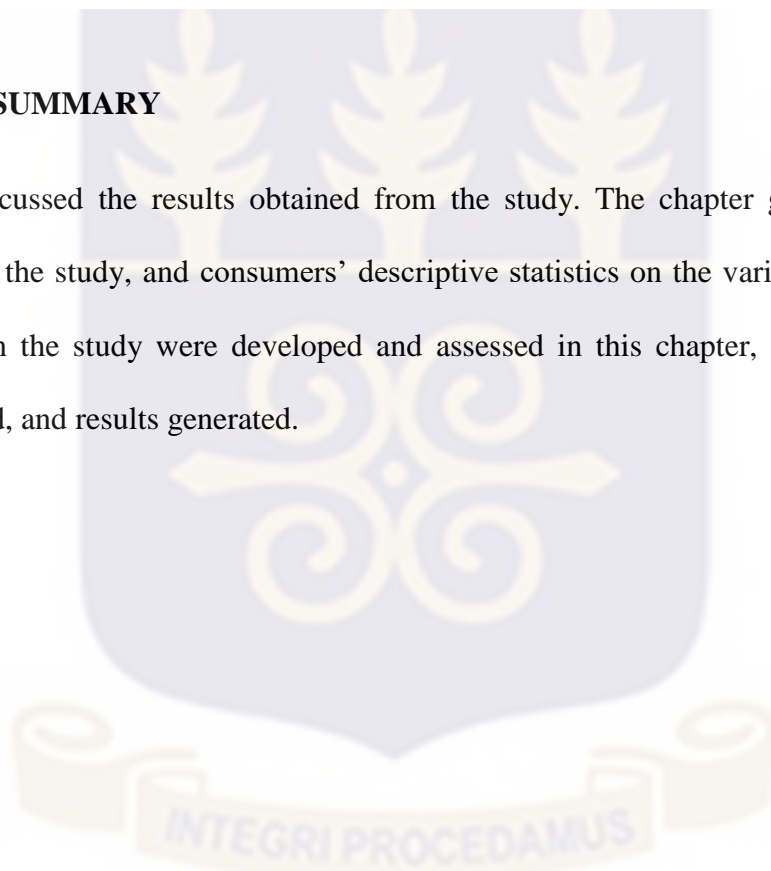 SUMMARY
cussed the results obtained from the study. The chapter g
the study, and consumers’ descriptive statistics on the vari
the study were developed and assessed in this chapter,
, and results generated.
INTEGRI PROCEDAMUS